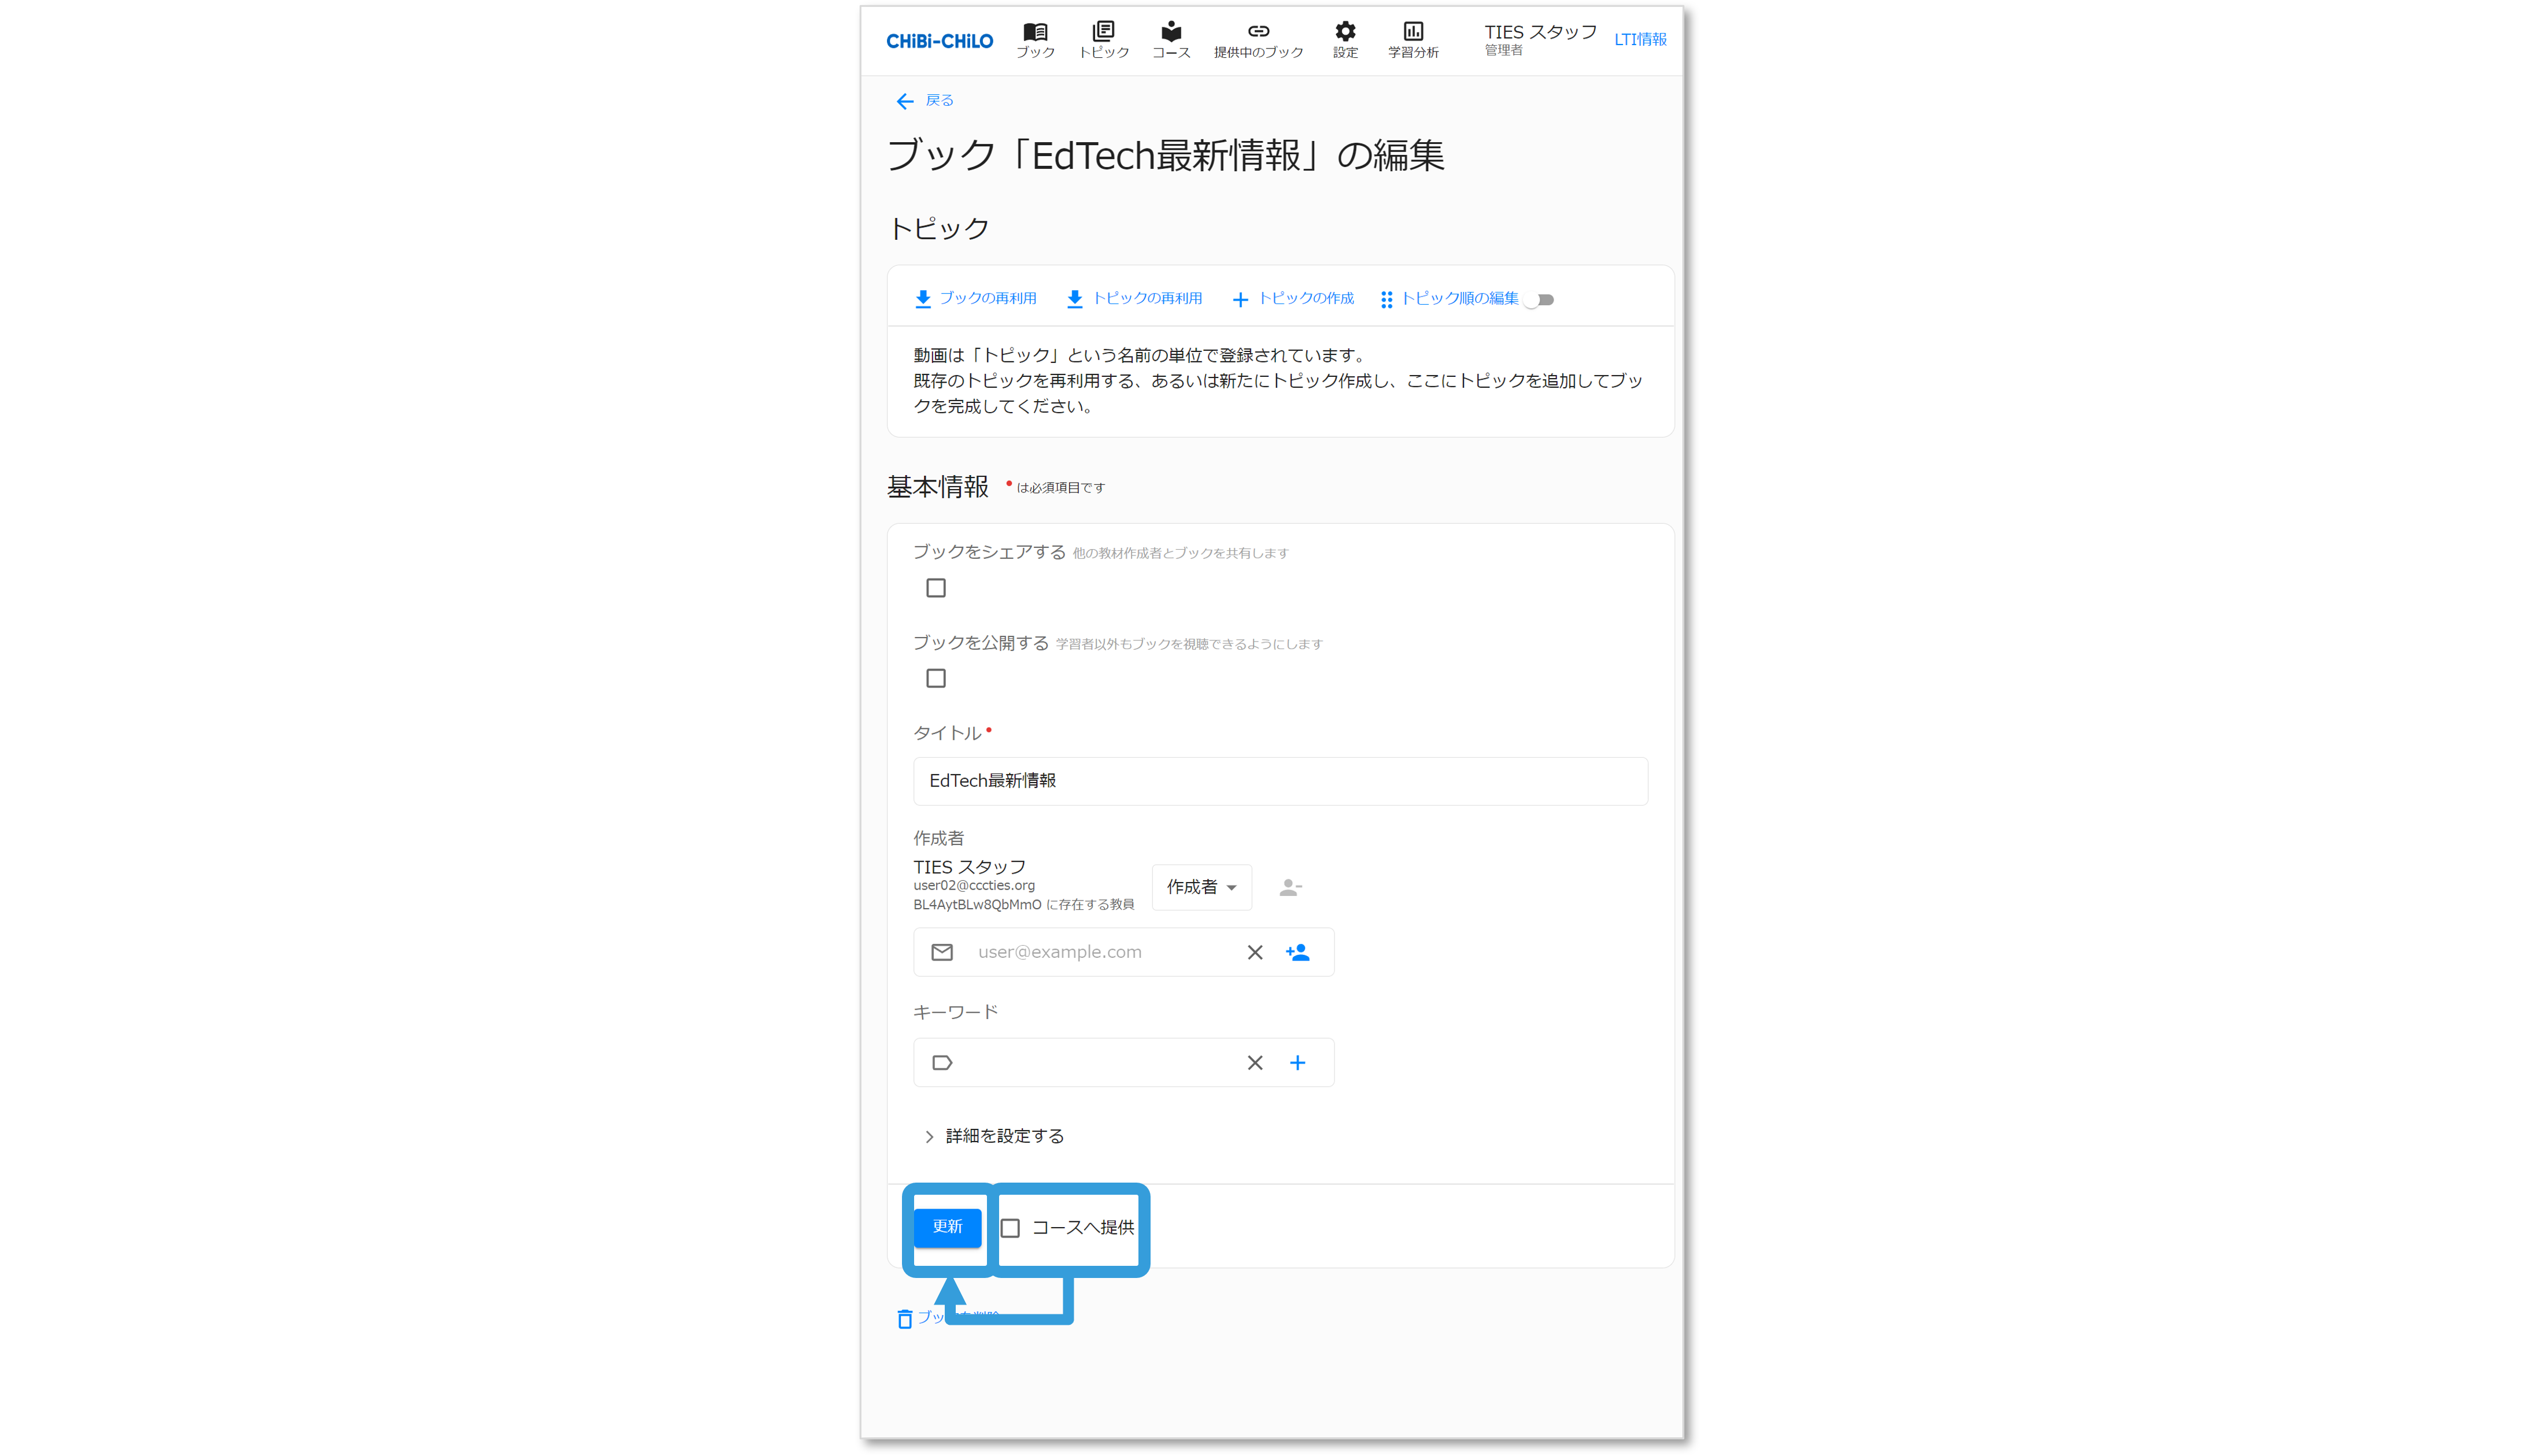 CHiBi-CHiLO
ブック
トピック
コース
提供中のブック
設定
学習分析
TIES スタッフ
管理者
LTI情報
戻る
ブック「EdTech最新情報」の編集
トピック
ブックの再利用
トピックの再利用
トピックの作成
トピック順の編集
動画は「トピック」という名前の単位で登録されています。
既存のトピックを再利用する、あるいは新たにトピック作成し、ここにトピックを追加してブッ
クを完成してください。
基本情報 は必須項目です
ブックをシェアする 他の教材作成者とブックを共有します
ブックを公開する 学習者以外もブックを視聴できるようにします
タイトル
EdTech最新情報
作成者
TIES スタッフ
user02@cccties.org
BL4AytBLw8QbMmO に存在する教員
作成者
user@example.com
キーワード
詳細を設定する
更新
コースへ提供
ブッ